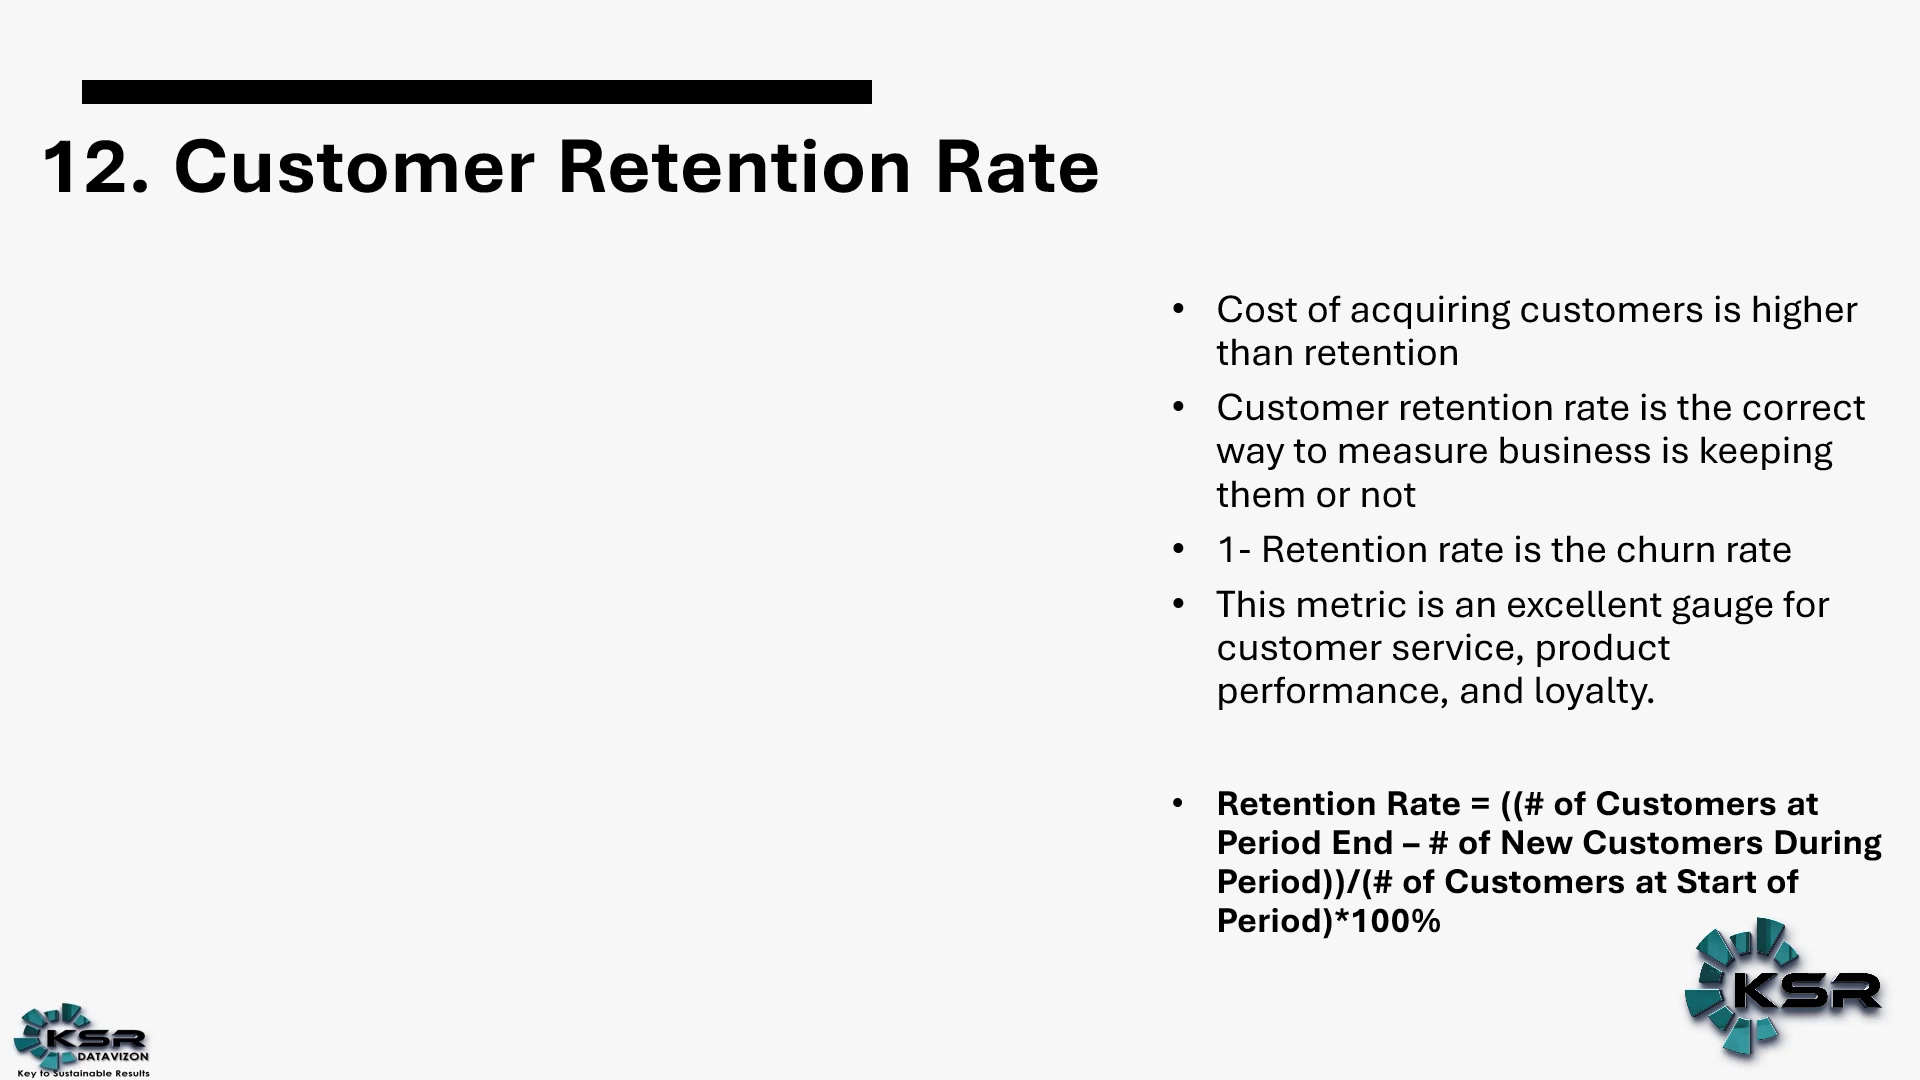 12. Customer Retention Rate
• Cost of acquiring customers is higher
than retention
• Customer retention rate is the correct
way to measure business is keeping
them or not
• 1- Retention rate is the churn rate
• This metric is an excellent gauge for
customer service, product
performance, and loyalty.
• Retention Rate = ((# of Customers at
Period End – # of New Customers During
Period))/(# of Customers at Start of
Period)*100%
KSR
KSR
DATAVIZON
Key to Sustainable Results